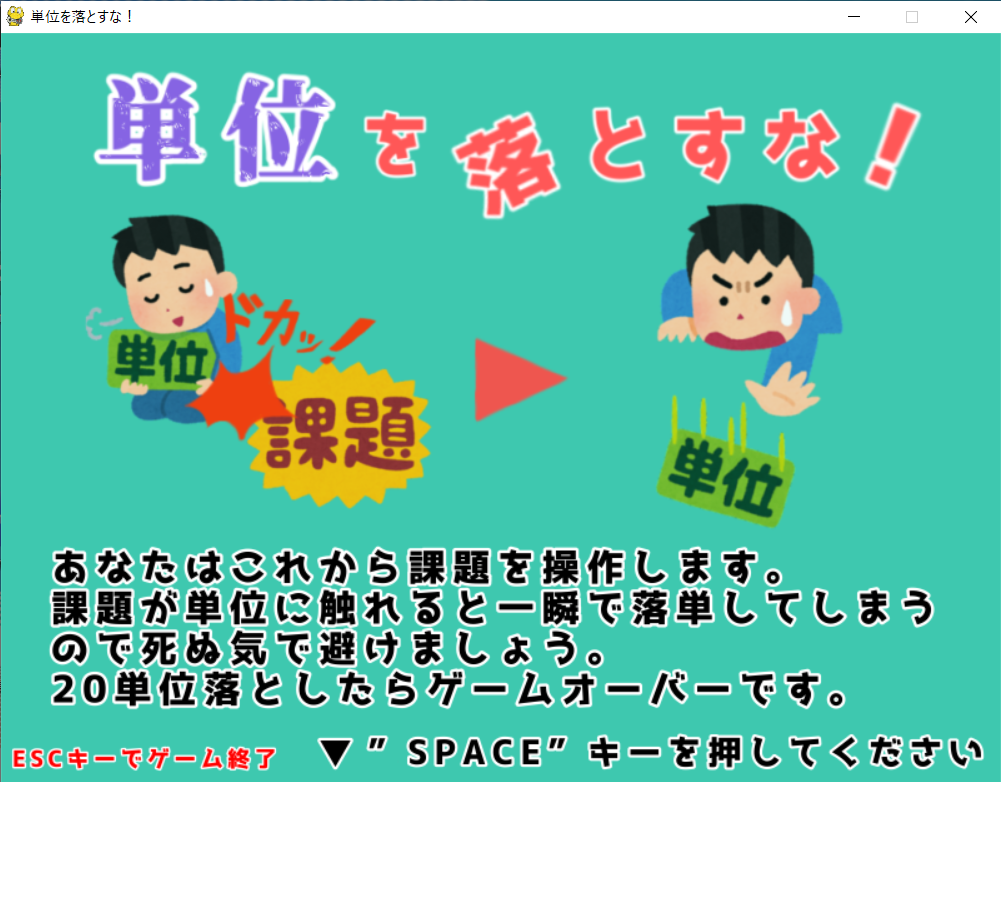 単位を落とすな！
単位を落とすな！
ドカッ！
単位
課題
単位
あなたはこれから課題を操作します。
課題が単位に触れると一瞬で落単してしまう
ので死ぬ気で避けましょう。
20単位落としたらゲームオーバーです。
ESCキーでゲーム終了
▼”SPACE”キーを押してください